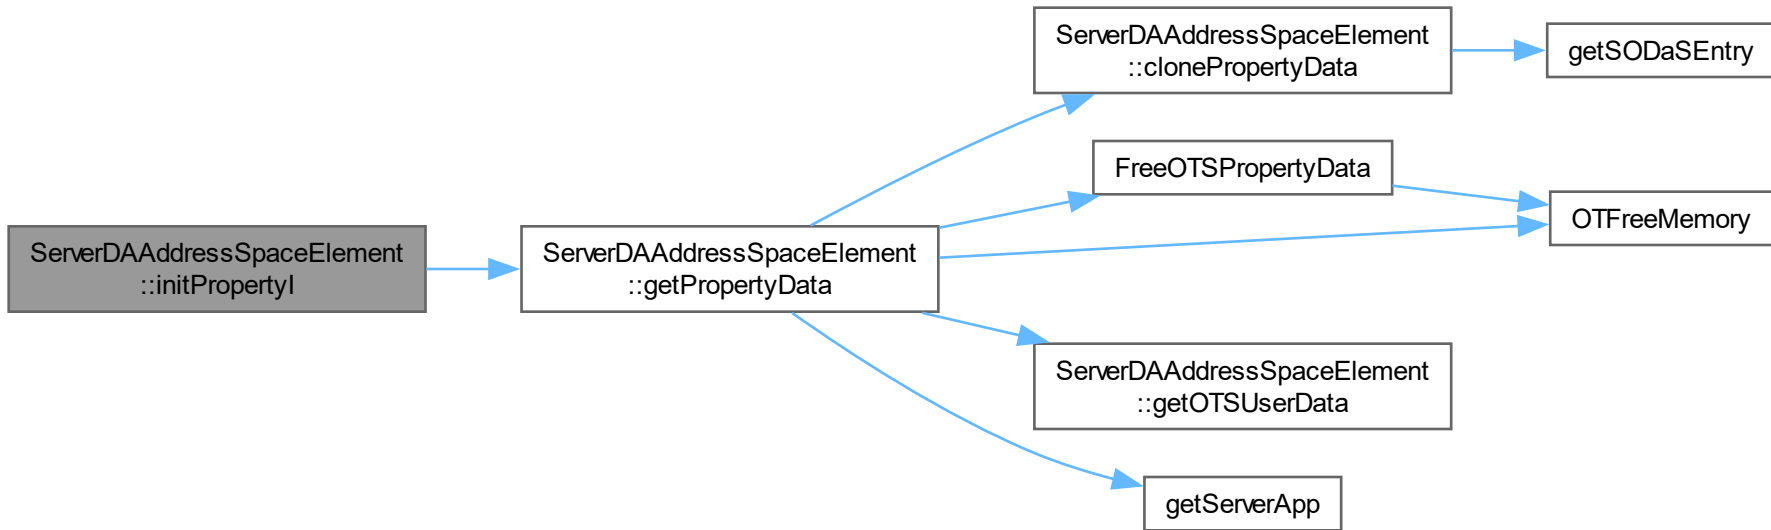 ServerDAAddressSpaceElement
::initPropertyI
ServerDAAddressSpaceElement
::getPropertyData
ServerDAAddressSpaceElement
::clonePropertyData
getSODaSEntry
FreeOTSPropertyData
OTFreeMemory
ServerDAAddressSpaceElement
::getOTSUserData
getServerApp